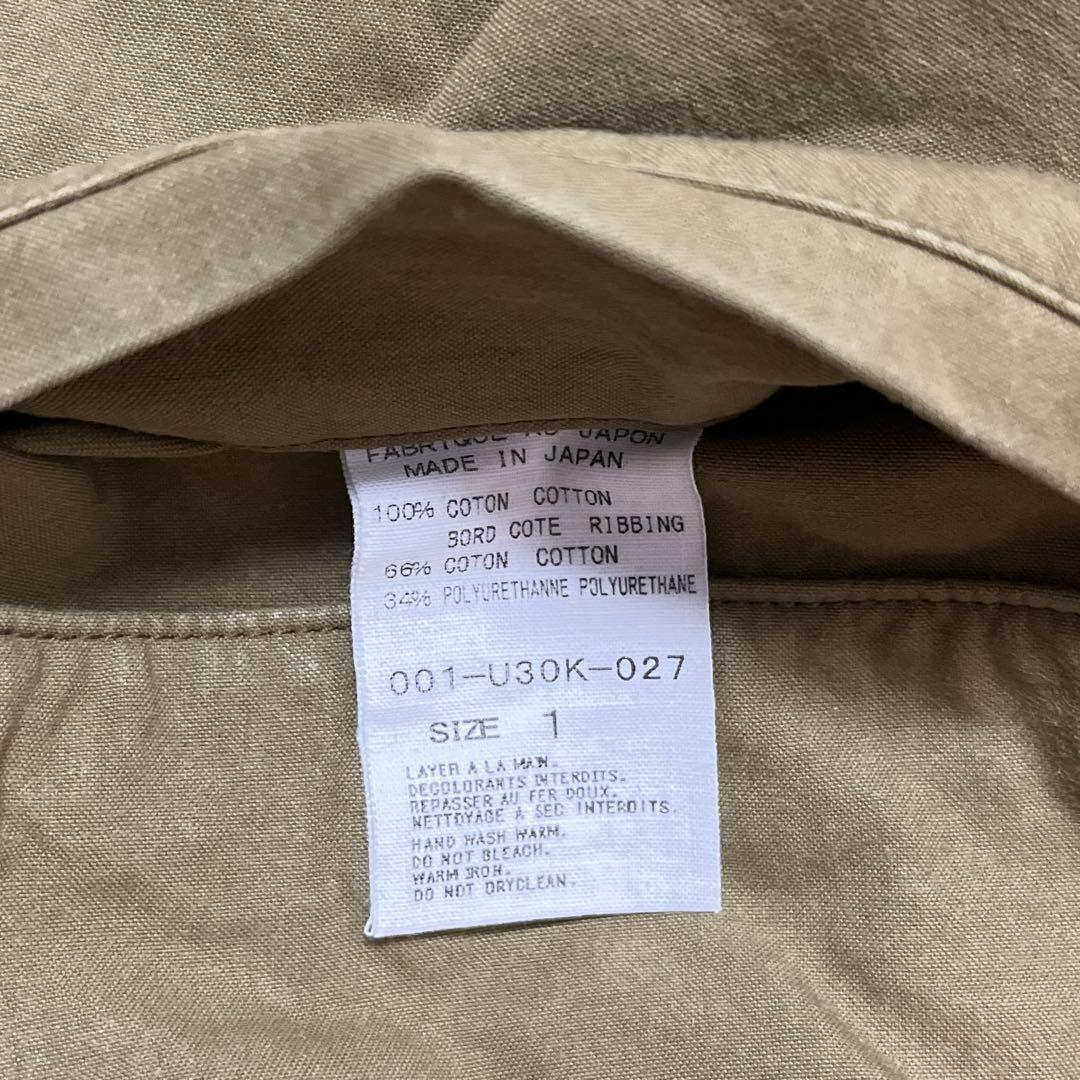 FABRIQUE AU JAPON
MADE IN JAPAN
100% COTON COTTON
BORD COTE RIBBING
66% COTON COTTON
34% POLYURETHANNE POLYURETHANE
001-U30K-027
SIZE 1
LAVER A LA MAIN.
DECOLORANTS INTERDITS.
REPASSER AU FER DOUX.
NETTOYAGE A SEC INTERDITS.
HAND WASH WARM.
DO NOT BLEACH.
WARM IRON.
DO NOT DRYCLEAN.